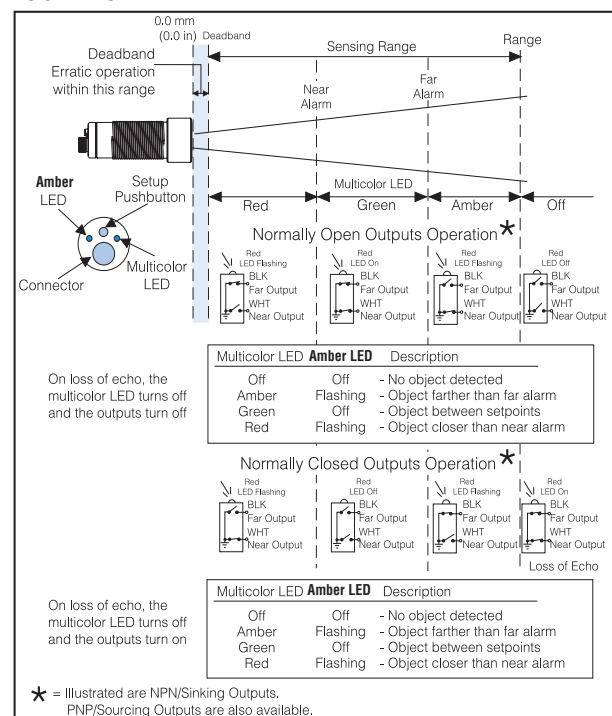 0.0 mm
(0.0 in) Deadband
Sensing Range
Range
Deadband
Erratic operation
within this range
Near
Alarm
Far
Alarm
Amber
LED
Setup
Pushbutton
Connector
Multicolor
LED
Multicolor LED
Red Green Amber Off
Normally Open Outputs Operation*
Red
LED Flashing
BLK
Far Output
WHT
Near Output
Red
LED On
BLK
Far Output
WHT
Near Output
Red
LED Flashing
BLK
Far Output
WHT
Near Output
Red
LED Off
BLK
Far Output
WHT
Near Output
On loss of echo, the
multicolor LED turns off
and the outputs turn off
Multicolor LED Amber LED Description
Off Off - No object detected
Amber Flashing - Object farther than far alarm
Green Off - Object between setpoints
Red Flashing - Object closer than near alarm
Normally Closed Outputs Operation*
Red
LED Flashing
BLK
Far Output
WHT
Near Output
Red
LED Off
BLK
Far Output
WHT
Near Output
Red
LED Flashing
BLK
Far Output
WHT
Near Output
Red
LED On
BLK
Far Output
WHT
Near Output
Loss of Echo
On loss of echo, the
multicolor LED turns off
and the outputs turn on
Multicolor LED Amber LED Description
Off Off - No object detected
Amber Flashing - Object farther than far alarm
Green Off - Object between setpoints
Red Flashing - Object closer than near alarm
* = Illustrated are NPN/Sinking Outputs.
PNP/Sourcing Outputs are also available.